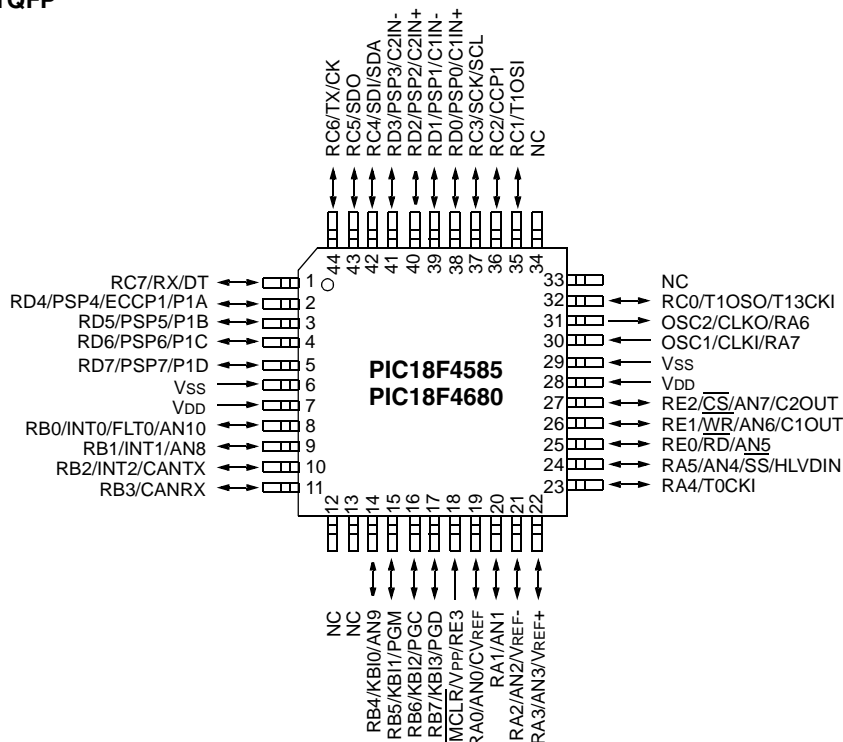 TQFP
RC6/TX/CK
RC5/SDO
RC4/SDI/SDA
RD3/PSP3/C2IN-
RD2/PSP2/C2IN+
RD1/PSP1/C1IN-
RD0/PSP0/C1IN+
RC3/SCK/SCL
RC2/CCP1
RC1/T1OSI
NC
44
43
42
41
40
39
38
37
36
35
34
RC7/RX/DT 1
RD4/PSP4/ECCP1/P1A 2
RD5/PSP5/P1B 3
RD6/PSP6/P1C 4
RD7/PSP7/P1D 5
VSS 6
VDD 7
RB0/INT0/FLT0/AN10 8
RB1/INT1/AN8 9
RB2/INT2/CANTX 10
RB3/CANRX 11
PIC18F4585
PIC18F4680
33 NC
32 RC0/T1OSO/T13CKI
31 OSC2/CLKO/RA6
30 OSC1/CLKI/RA7
29 VSS
28 VDD
27 RE2/CS/AN7/C2OUT
26 RE1/WR/AN6/C1OUT
25 RE0/RD/AN5
24 RA5/AN4/SS/HLVDIN
23 RA4/T0CKI
12
13
14
15
16
17
18
19
20
21
22
NC
NC
RB4/KBI0/AN9
RB5/KBI1/PGM
RB6/KBI2/PGC
RB7/KBI3/PGD
MCLR/VPP/RE3
RA0/AN0/CVREF
RA1/AN1
RA2/AN2/VREF-
RA3/AN3/VREF+